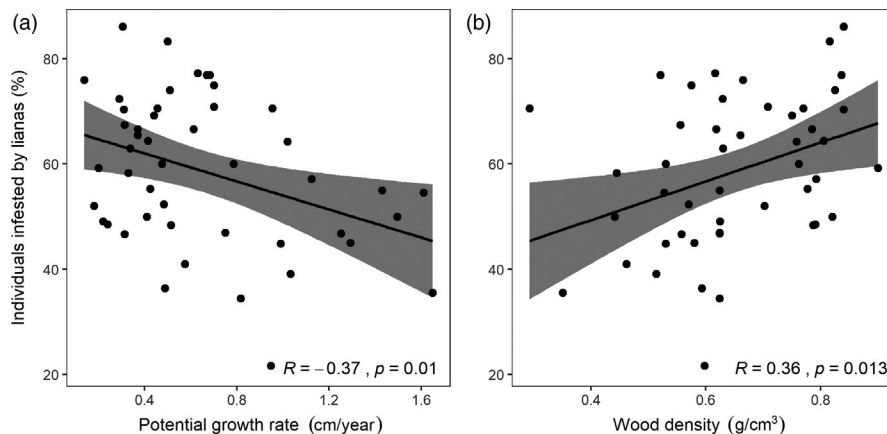 (a)
(b)
Individuals infested by lianas (%)
80
60
40
20
R = −0.37 , p = 0.01
0.4
0.8
1.2
1.6
Potential growth rate (cm/year)
80
60
40
20
R = 0.36 , p = 0.013
0.4
0.6
0.8
Wood density (g/cm³)